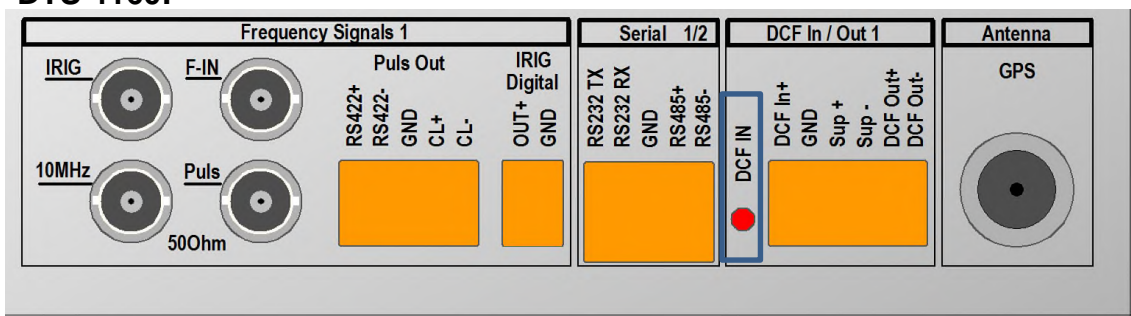 Frequency Signals 1
IRIG
F-IN
10MHz
Puls
50Ohm
Puls Out
RS422+
RS422-
GND
CL+
CL-
IRIG
Digital
OUT+
GND
Serial 1/2
RS232 TX
RS232 RX
GND
RS485+
RS485-
DCF In / Out 1
DCF IN
DCF In+
GND
Sup +
Sup -
DCF Out+
DCF Out-
Antenna
GPS